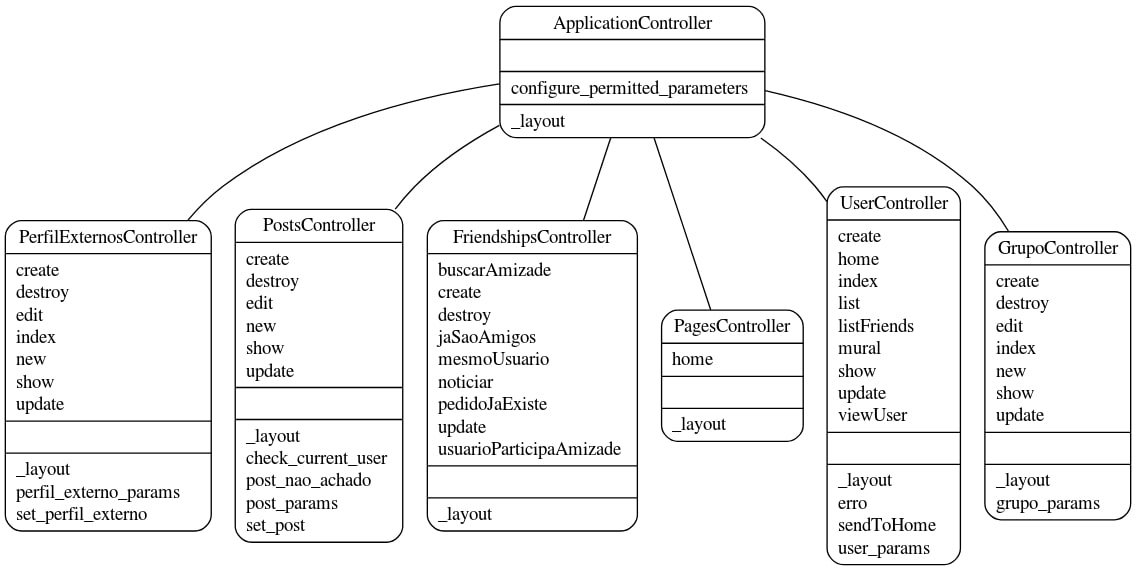 ApplicationController
configure_permitted_parameters
_layout
PerfilExternosController
create
destroy
edit
index
new
show
update
_layout
perfil_externo_params
set_perfil_externo
PostsController
create
destroy
edit
new
show
update
_layout
check_current_user
post_nao_achado
post_params
set_post
FriendshipsController
buscarAmizade
create
destroy
jaSaoAmigos
mesmoUsuario
noticiar
pedidoJaExiste
update
usuarioParticipaAmizade
_layout
PagesController
home
_layout
UserController
create
home
index
list
listFriends
mural
show
update
viewUser
_layout
erro
sendToHome
user_params
GrupoController
create
destroy
edit
index
new
show
update
_layout
grupo_params